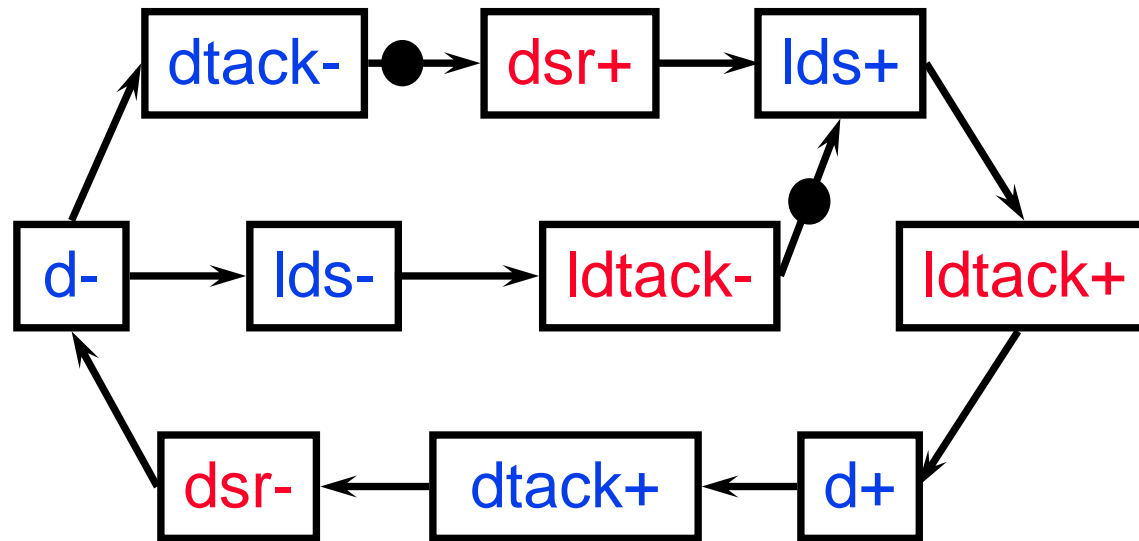 dtack- dsr+ lds+
d- lds- ldtack- ldtack+
dsr- dtack+ d+